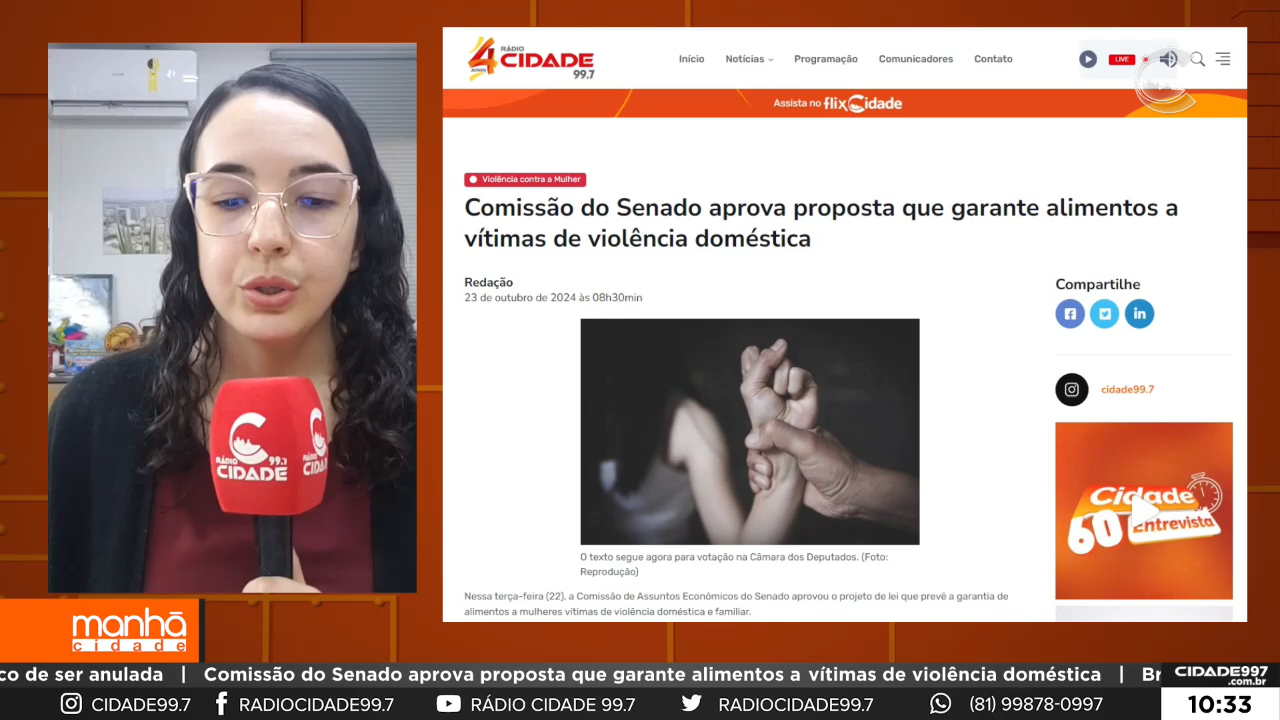 4
ANOS
RÁDIO
CIDADE
99.7
Início
Notícias
Programação
Comunicadores
Contato
LIVE
Assista no flixCidade
Violência contra a Mulher
Comissão do Senado aprova proposta que garante alimentos a
vítimas de violência doméstica
Redação
23 de outubro de 2024 às 08h30min
Compartilhe
cidade99.7
O texto segue agora para votação na Câmara dos Deputados. (Foto:
Reprodução)
Nessa terça-feira (22), a Comissão de Assuntos Econômicos do Senado aprovou o projeto de lei que prevê a garantia de
alimentos a mulheres vítimas de violência doméstica e familiar.
Cidade
60 Entrevista
RÁDIO 99.7
CIDADE
RÁDIO
CIDADE
manhã
cidade
co de ser anulada | Comissão do Senado aprova proposta que garante alimentos a vítimas de violência doméstica | Br
CIDADE997
.com.br
CIDADE99.7
RADIOCIDADE99.7
RÁDIO CIDADE 99.7
RADIOCIDADE99.7
(81) 99878-0997
10:33